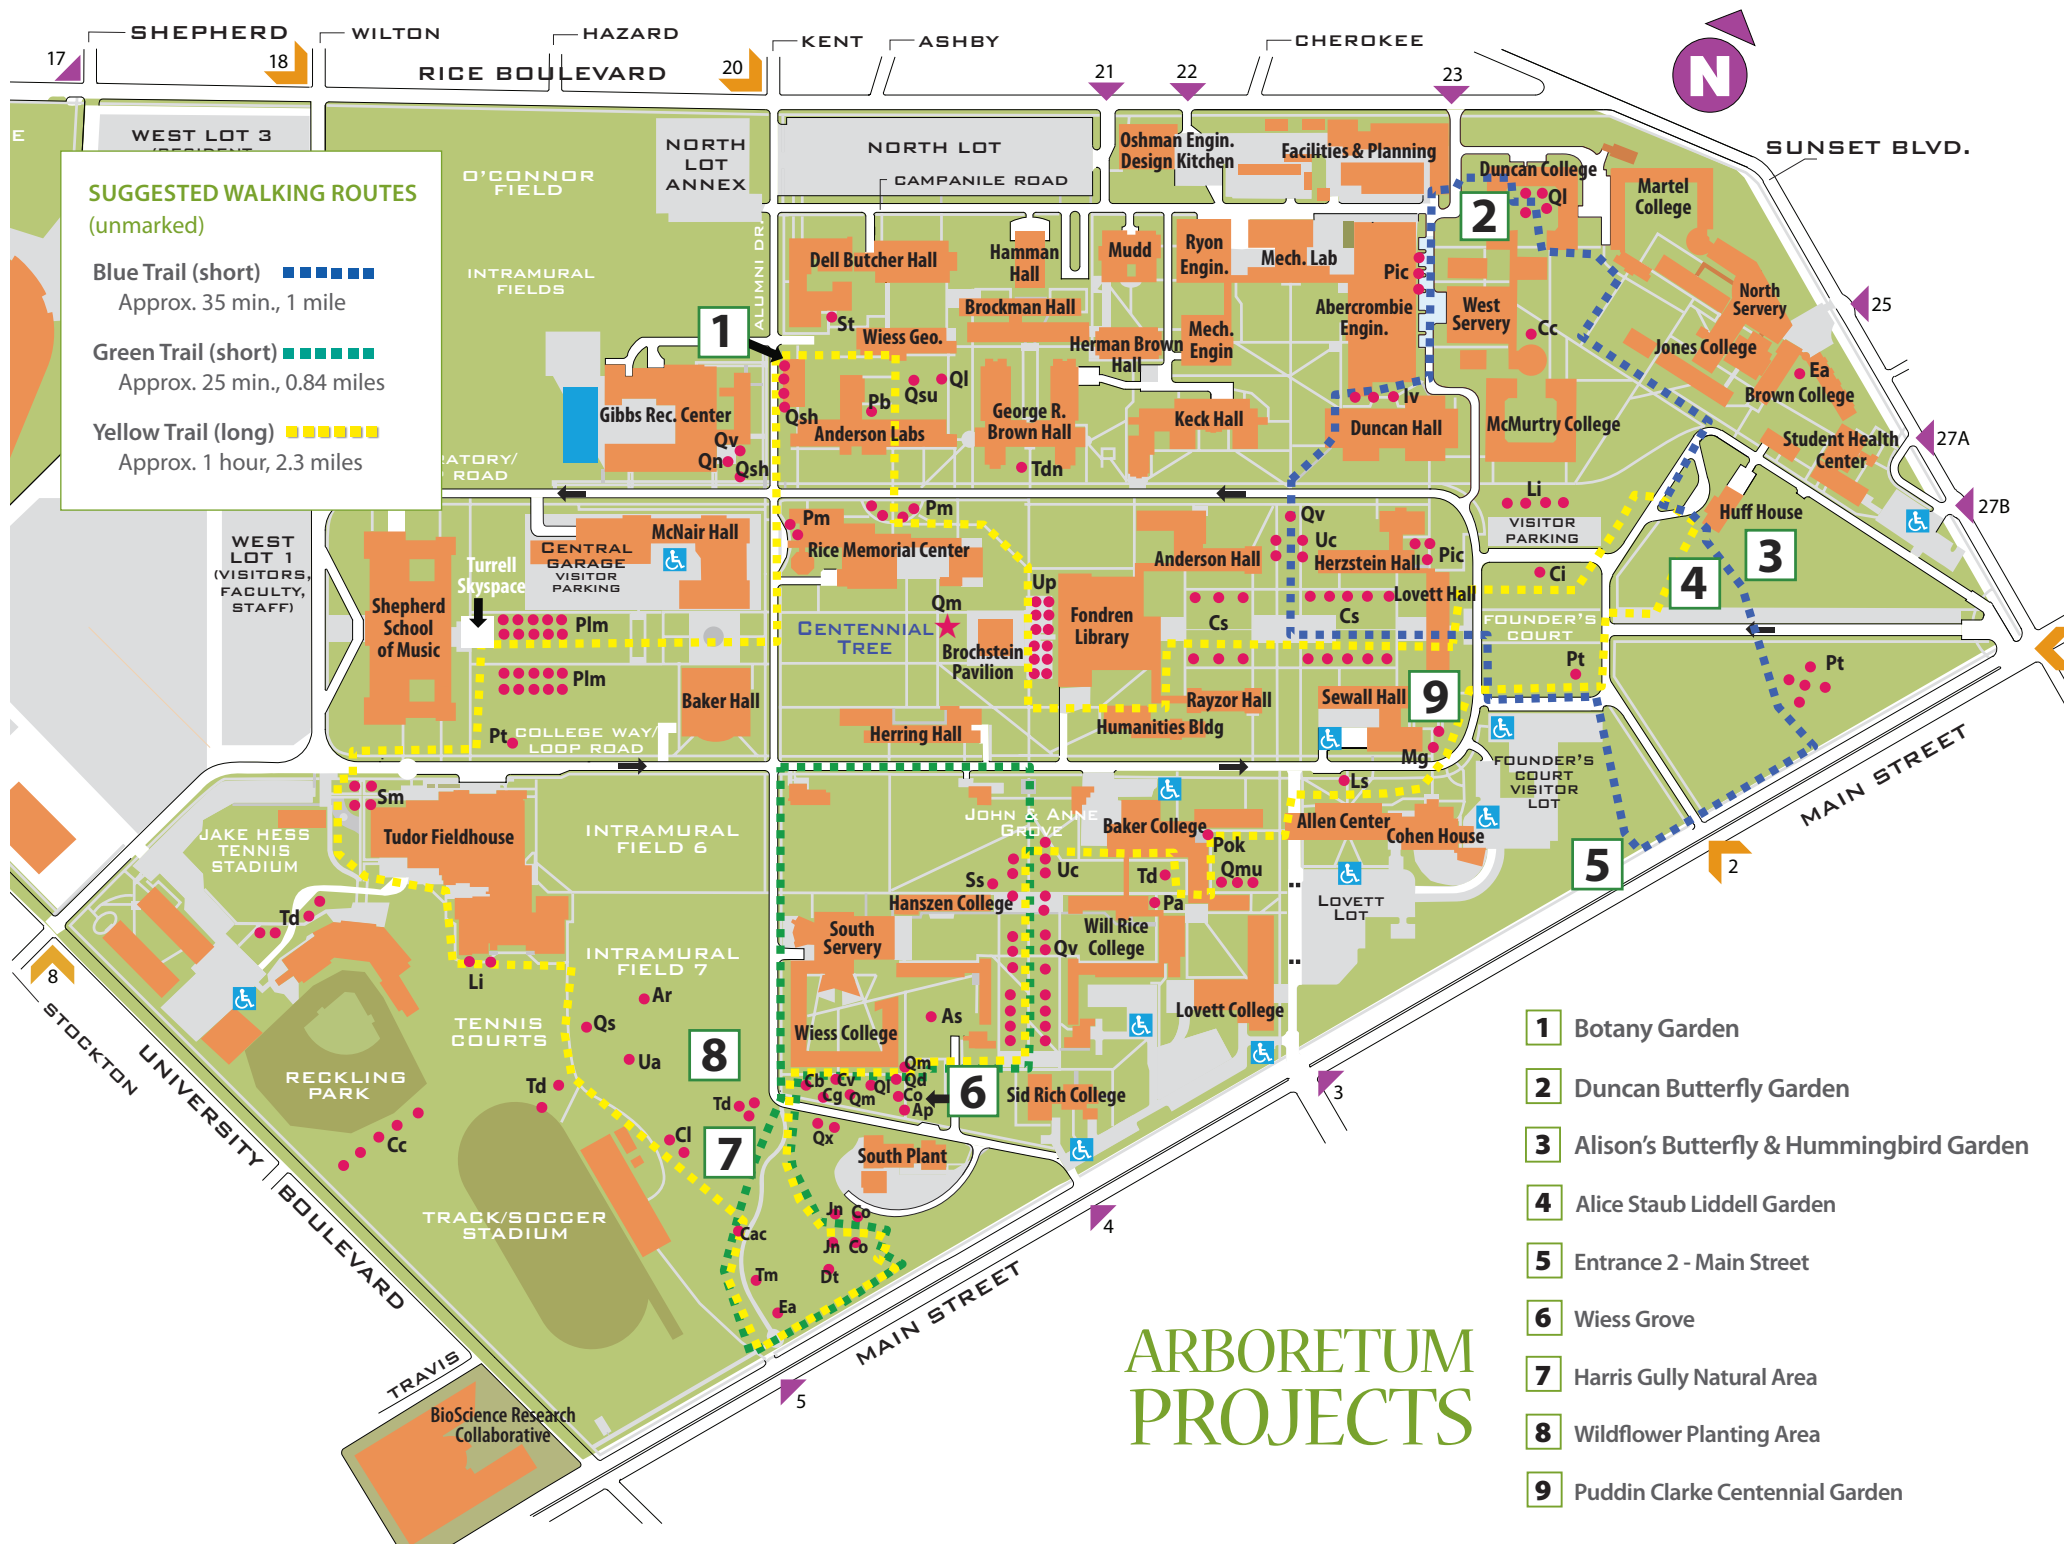 SHEPHERD
WILTON
HAZARD
KENT
ASHBY
CHEROKEE
17
18
RICE BOULEVARD
20
21
22
23
N
SUNSET BLVD.
E
WEST LOT 3
NORTH
LOT
ANNEX
NORTH LOT
CAMPANILE ROAD
O'CONNOR
FIELD
INTRAMURAL
FIELDS
ALUMNI DR.
Oshman Engin.
Design Kitchen
Facilities & Planning
Duncan College
Ql
Martel
College
2
SUGGESTED WALKING ROUTES
(unmarked)
Blue Trail (short)
Approx. 35 min., 1 mile
Green Trail (short)
Approx. 25 min., 0.84 miles
Yellow Trail (long)
Approx. 1 hour, 2.3 miles
Dell Butcher Hall
Hamman
Hall
Mudd
Ryon
Engin.
Mech. Lab
Pic
Abercrombie
Engin.
West
Servery
Cc
North
Servery
25
1
St
Wiess Geo.
Brockman Hall
Herman Brown
Hall
Mech.
Engin
Jones College
Ea
Brown College
Gibbs Rec. Center
Qsh
Pb
Qsu
Ql
Anderson Labs
George R.
Brown Hall
Keck Hall
Iv
Duncan Hall
McMurtry College
Student Health
Center
27A
27B
Qv
Qn
Qsh
Tdn
RATORY/
ROAD
Li
VISITOR
PARKING
Huff House
3
4
WEST
LOT 1
(VISITORS,
FACULTY,
STAFF)
McNair Hall
CENTRAL
GARAGE
VISITOR
PARKING
Turrell
Skyspace
Shepherd
School
of Music
Plm
Plm
Baker Hall
Pt
COLLEGE WAY/
LOOP ROAD
Pm
Pm
Rice Memorial Center
Up
Qm
CENTENNIAL
TREE
Brochstein
Pavilion
Fondren
Library
Herring Hall
Anderson Hall
Qv
Uc
Herzstein Hall
Pic
Lovett Hall
Cs
Cs
Ci
FOUNDER'S
COURT
Pt
Pt
Rayzor Hall
Humanities Bldg
Sewall Hall
9
Mg
Ls
FOUNDER'S
COURT
VISITOR
LOT
MAIN STREET
2
5
Sm
JAKE HESS
TENNIS
STADIUM
Tudor Fieldhouse
INTRAMURAL
FIELD 6
JOHN & ANNE
GROVE
Baker College
Pok
Qmu
Allen Center
Cohen House
LOVETT
LOT
Uc
Ss
Hanszen College
Td
Pa
South
Servery
Qv
Will Rice
College
Lovett College
Td
Li
INTRAMURAL
FIELD 7
Ar
Qs
Ua
Td
TENNIS
COURTS
8
STOCKTON
UNIVERSITY
BOULEVARD
RECKLING
PARK
Cc
TRACK/SOCCER
STADIUM
8
Wiess College
As
Qm
Cb
Cv
Ql
Qd
Cg
Qm
Co
Ap
6
Sid Rich College
3
Td
Cl
7
Qx
South Plant
4
Jn
Co
Jn
Co
Dt
Cac
Tm
Ea
MAIN STREET
5
TRAVIS
BioScience Research
Collaborative
ARBORETUM
PROJECTS
1 Botany Garden
2 Duncan Butterfly Garden
3 Alison's Butterfly & Hummingbird Garden
4 Alice Staub Liddell Garden
5 Entrance 2 - Main Street
6 Wiess Grove
7 Harris Gully Natural Area
8 Wildflower Planting Area
9 Puddin Clarke Centennial Garden